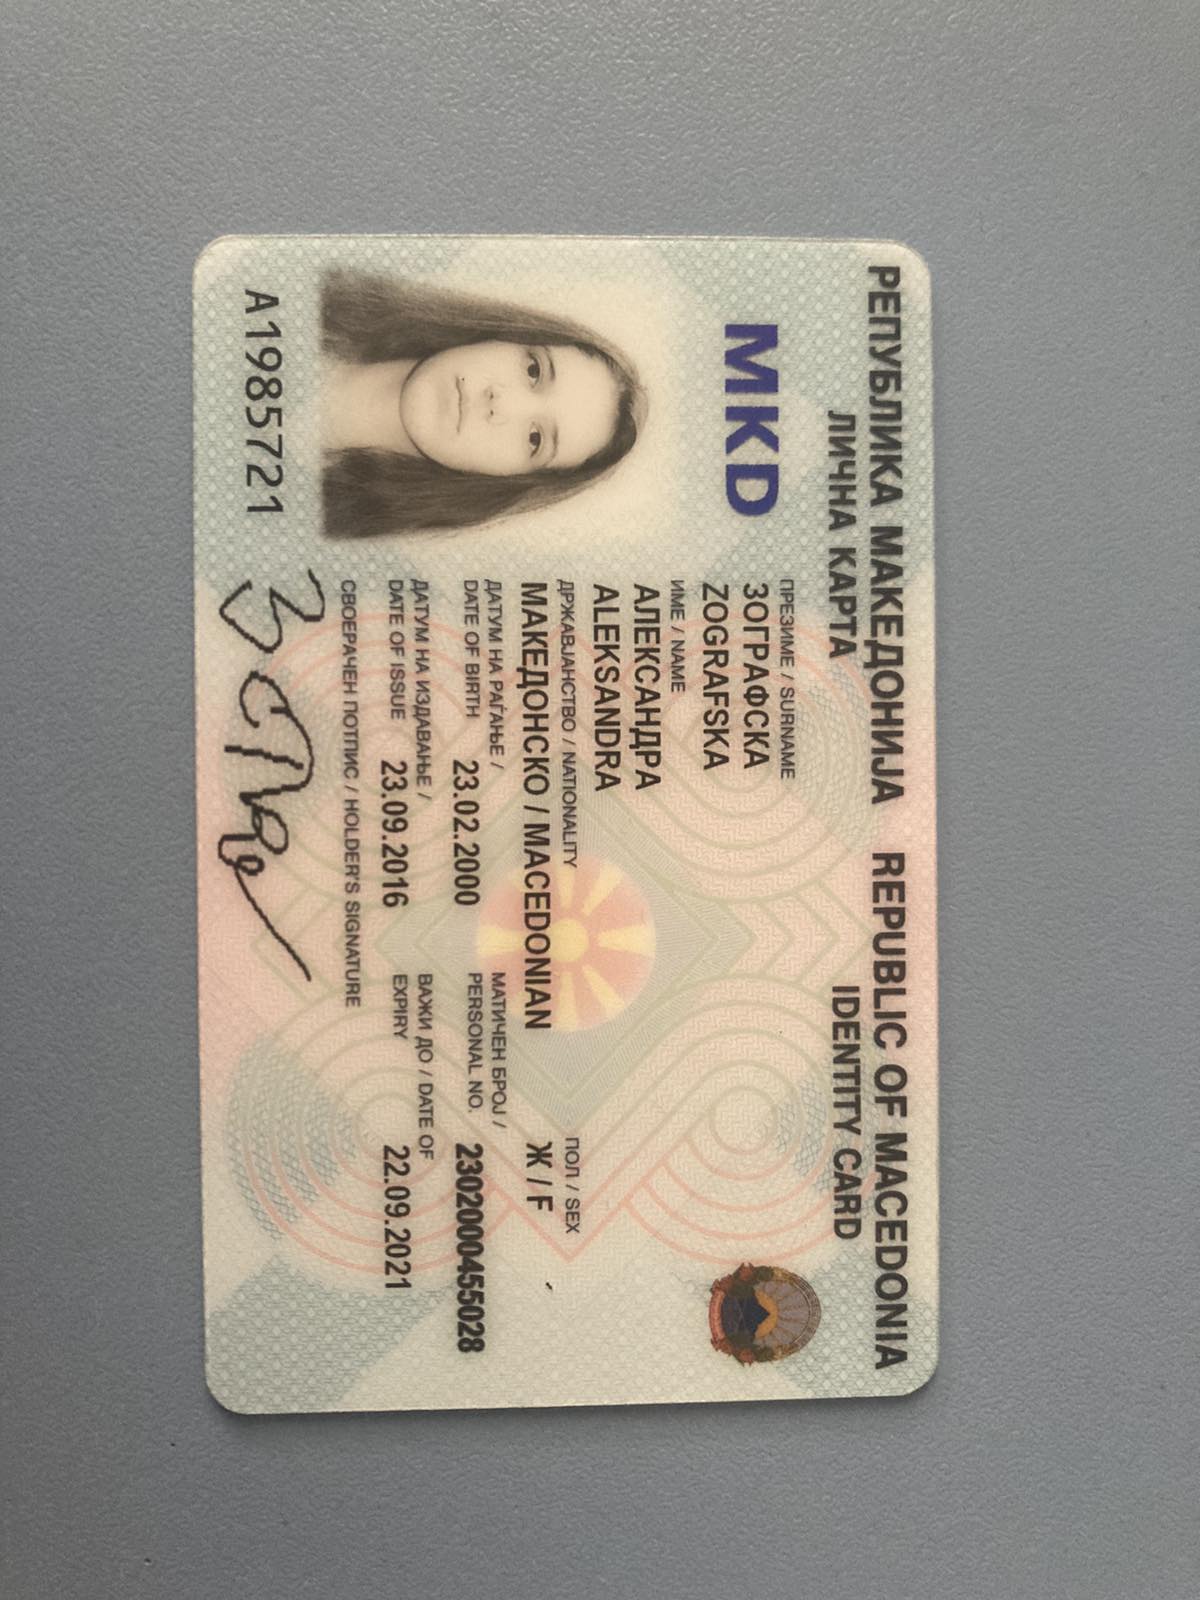 РЕПУБЛИКА МАКЕДОНИЈА REPUBLIC OF MACEDONIA
ЛИЧНА КАРТА IDENTITY CARD
MKD
ПРЕЗИМЕ / SURNAME
ЗОГРАФСКА
ZOGRAFSKA
ИМЕ / NAME
АЛЕКСАНДРА
ALEKSANDRA
ДРЖАВЈАНСТВО / NATIONALITY ПОЛ / SEX
МАКЕДОНСКО / MACEDONIAN Ж / F
ДАТУМ НА РАЃАЊЕ / МАТИЧЕН БРОЈ /
DATE OF BIRTH 23.02.2000 PERSONAL NO. 2302000455028
ДАТУМ НА ИЗДАВАЊЕ / ВАЖИ ДО / DATE OF
DATE OF ISSUE 23.09.2016 EXPIRY 22.09.2021
СВОЕРАЧЕН ПОТПИС / HOLDER'S SIGNATURE
A1985721